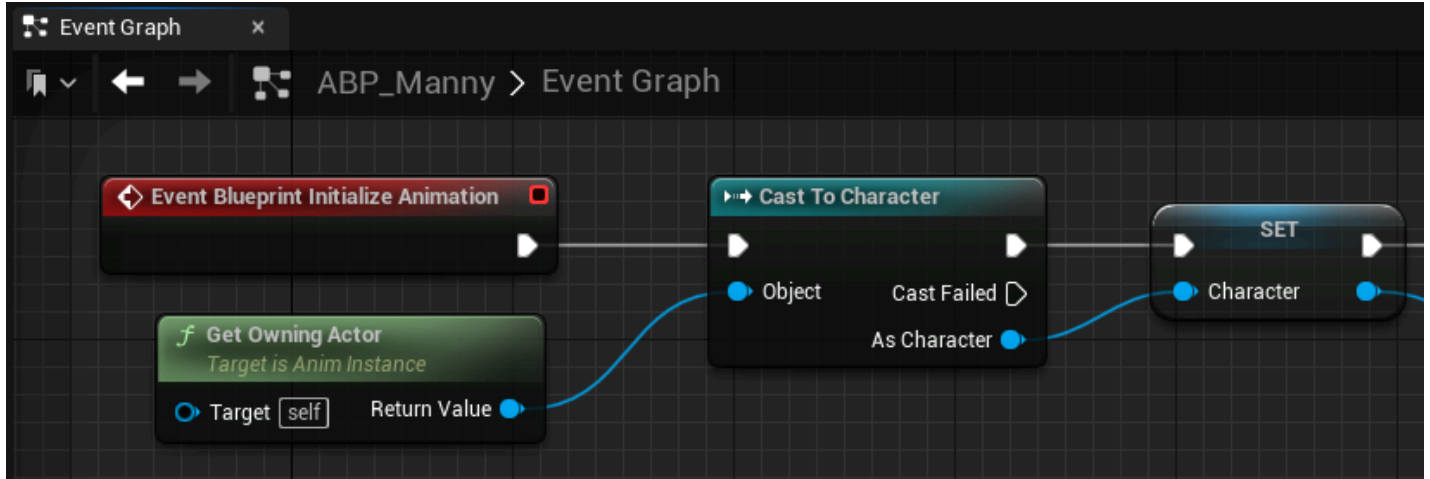 Event Graph ×
ABP_Manny > Event Graph
Event Blueprint Initialize Animation
Cast To Character
SET
Object
Cast Failed
Character
As Character
f Get Owning Actor
Target is Anim Instance
Target self
Return Value